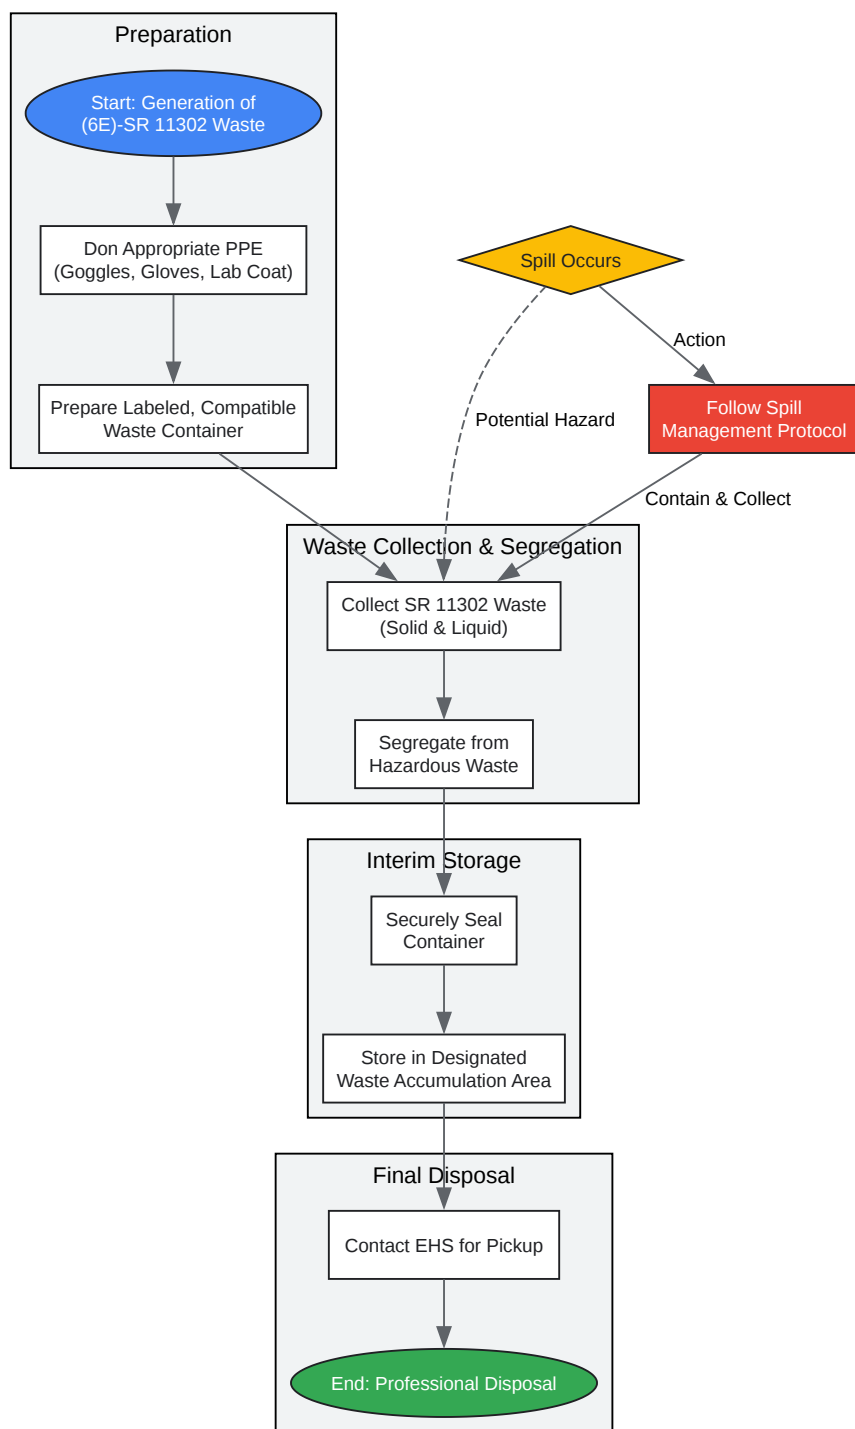 Preparation
Start: Generation of
(6E)-SR 11302 Waste
Don Appropriate PPE
(Goggles, Gloves, Lab Coat)
Prepare Labeled, Compatible
Waste Container
Spill Occurs
Action
Potential Hazard
Follow Spill
Management Protocol
Contain & Collect
Waste Collection & Segregation
Collect SR 11302 Waste
(Solid & Liquid)
Segregate from
Hazardous Waste
Interim Storage
Securely Seal
Container
Store in Designated
Waste Accumulation Area
Final Disposal
Contact EHS for Pickup
End: Professional Disposal